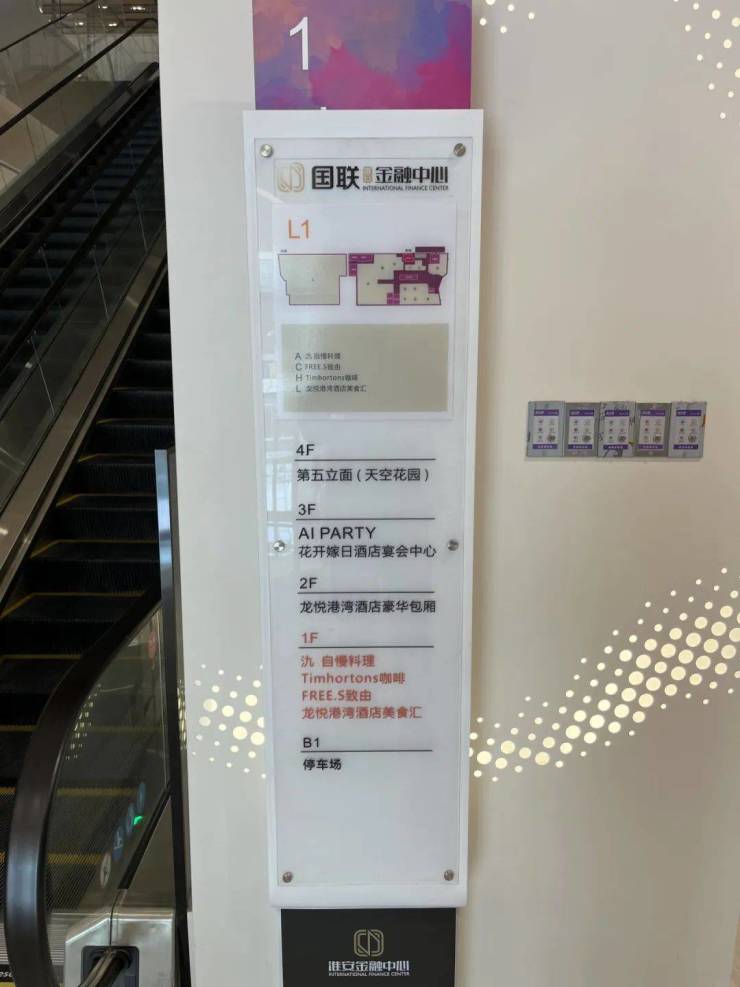 1
国联 金融中心
INTERNATIONAL FINANCE CENTER
L1
A 氿 自慢料理
C FREE.S致由
H Timhortons咖啡
L 龙悦港湾酒店美食汇
4F
第五立面(天空花园)
3F
AI PARTY
花开嫁日酒店宴会中心
2F
龙悦港湾酒店豪华包厢
1F
氿 自慢料理
Timhortons咖啡
FREE.S致由
龙悦港湾酒店美食汇
B1
停车场
淮安金融中心
INTERNATIONAL FINANCE CENTER